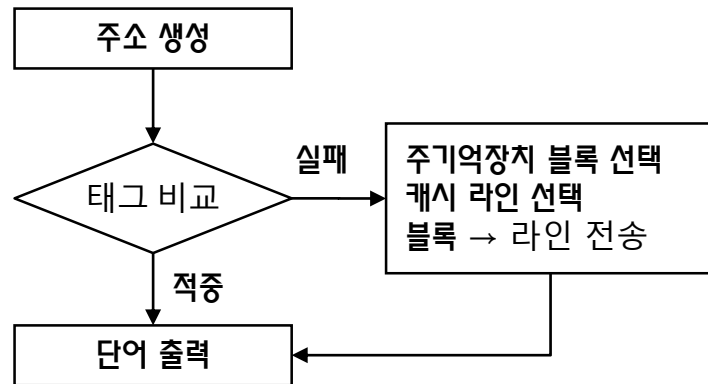 주소 생성
태그 비교
실패
주기억장치 블록 선택
캐시 라인 선택
블록 → 라인 전송
적중
단어 출력